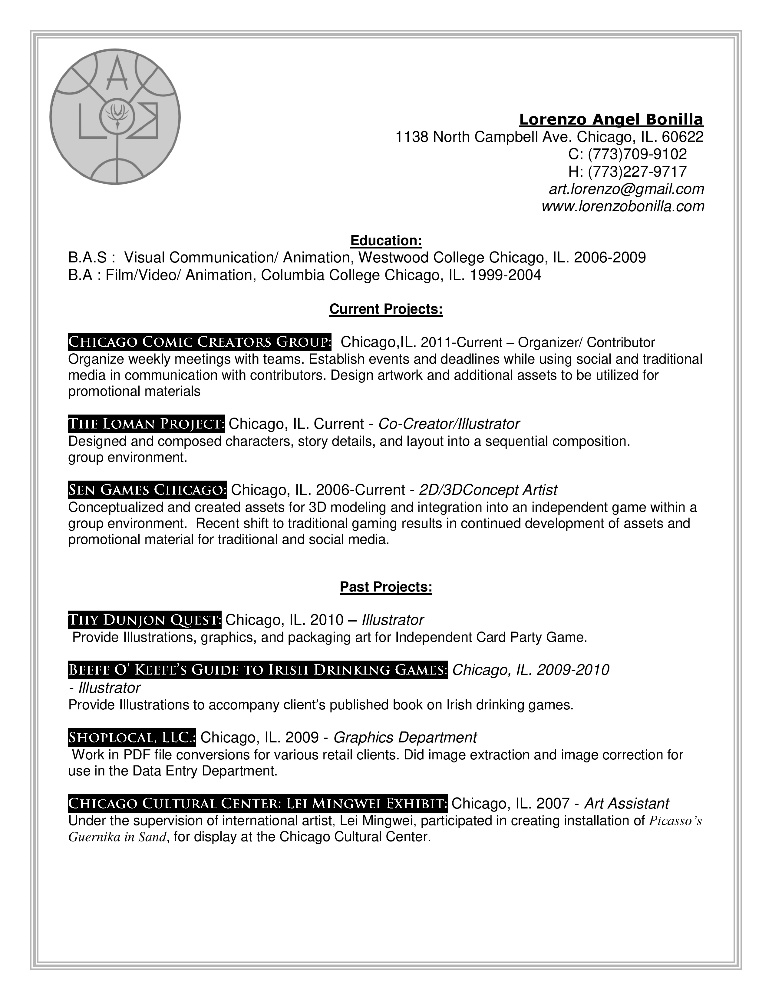 A
L
Lorenzo Angel Bonilla
1138 North Campbell Ave. Chicago, IL. 60622
C: (773)709-9102
H: (773)227-9717
art.lorenzo@gmail.com
www.lorenzobonilla.com
Education:
B.A.S :  Visual Communication/ Animation, Westwood College Chicago, IL. 2006-2009
B.A : Film/Video/ Animation, Columbia College Chicago, IL. 1999-2004
Current Projects:
Chicago Comic Creators Group:  Chicago,IL. 2011-Current – Organizer/ Contributor
Organize weekly meetings with teams. Establish events and deadlines while using social and traditional
media in communication with contributors. Design artwork and additional assets to be utilized for
promotional materials
The Loman Project: Chicago, IL. Current - Co-Creator/Illustrator
Designed and composed characters, story details, and layout into a sequential composition.
group environment.
Sen Games Chicago: Chicago, IL. 2006-Current - 2D/3DConcept Artist
Conceptualized and created assets for 3D modeling and integration into an independent game within a
group environment.  Recent shift to traditional gaming results in continued development of assets and
promotional material for traditional and social media.
Past Projects:
Thy Dunjon Quest: Chicago, IL. 2010 – Illustrator
Provide Illustrations, graphics, and packaging art for Independent Card Party Game.
Beefe O' Keefe's Guide to Irish Drinking Games: Chicago, IL. 2009-2010
- Illustrator
Provide Illustrations to accompany client's published book on Irish drinking games.
Shoplocal, LLC.: Chicago, IL. 2009 - Graphics Department
Work in PDF file conversions for various retail clients. Did image extraction and image correction for
use in the Data Entry Department.
Chicago Cultural Center: Lei Mingwei Exhibit: Chicago, IL. 2007 - Art Assistant
Under the supervision of international artist, Lei Mingwei, participated in creating installation of Picasso's
Guernika in Sand, for display at the Chicago Cultural Center.